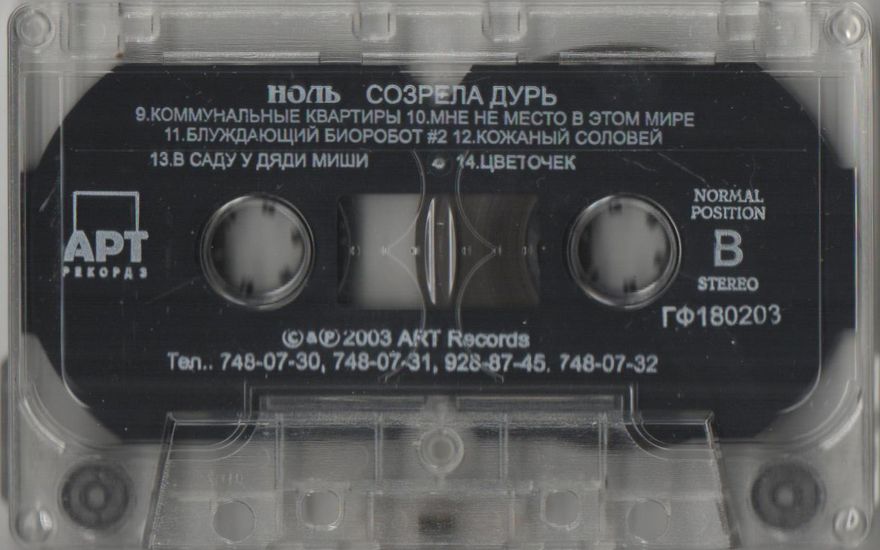 НОЛЬ СОЗРЕЛА ДУРЬ
9.КОММУНАЛЬНЫЕ КВАРТИРЫ 10.МНЕ НЕ МЕСТО В ЭТОМ МИРЕ
11.БЛУЖДАЮЩИЙ БИОРОБОТ #2 12.КОЖАНЫЙ СОЛОВЕЙ
13.В САДУ У ДЯДИ МИШИ 14.ЦВЕТОЧЕК
АРТ
РЕКОРДЗ
NORMAL
POSITION
B
STEREO
ГФ180203
©&℗2003 ART Records
Тел.. 748-07-30, 748-07-31, 928-87-45. 748-07-32